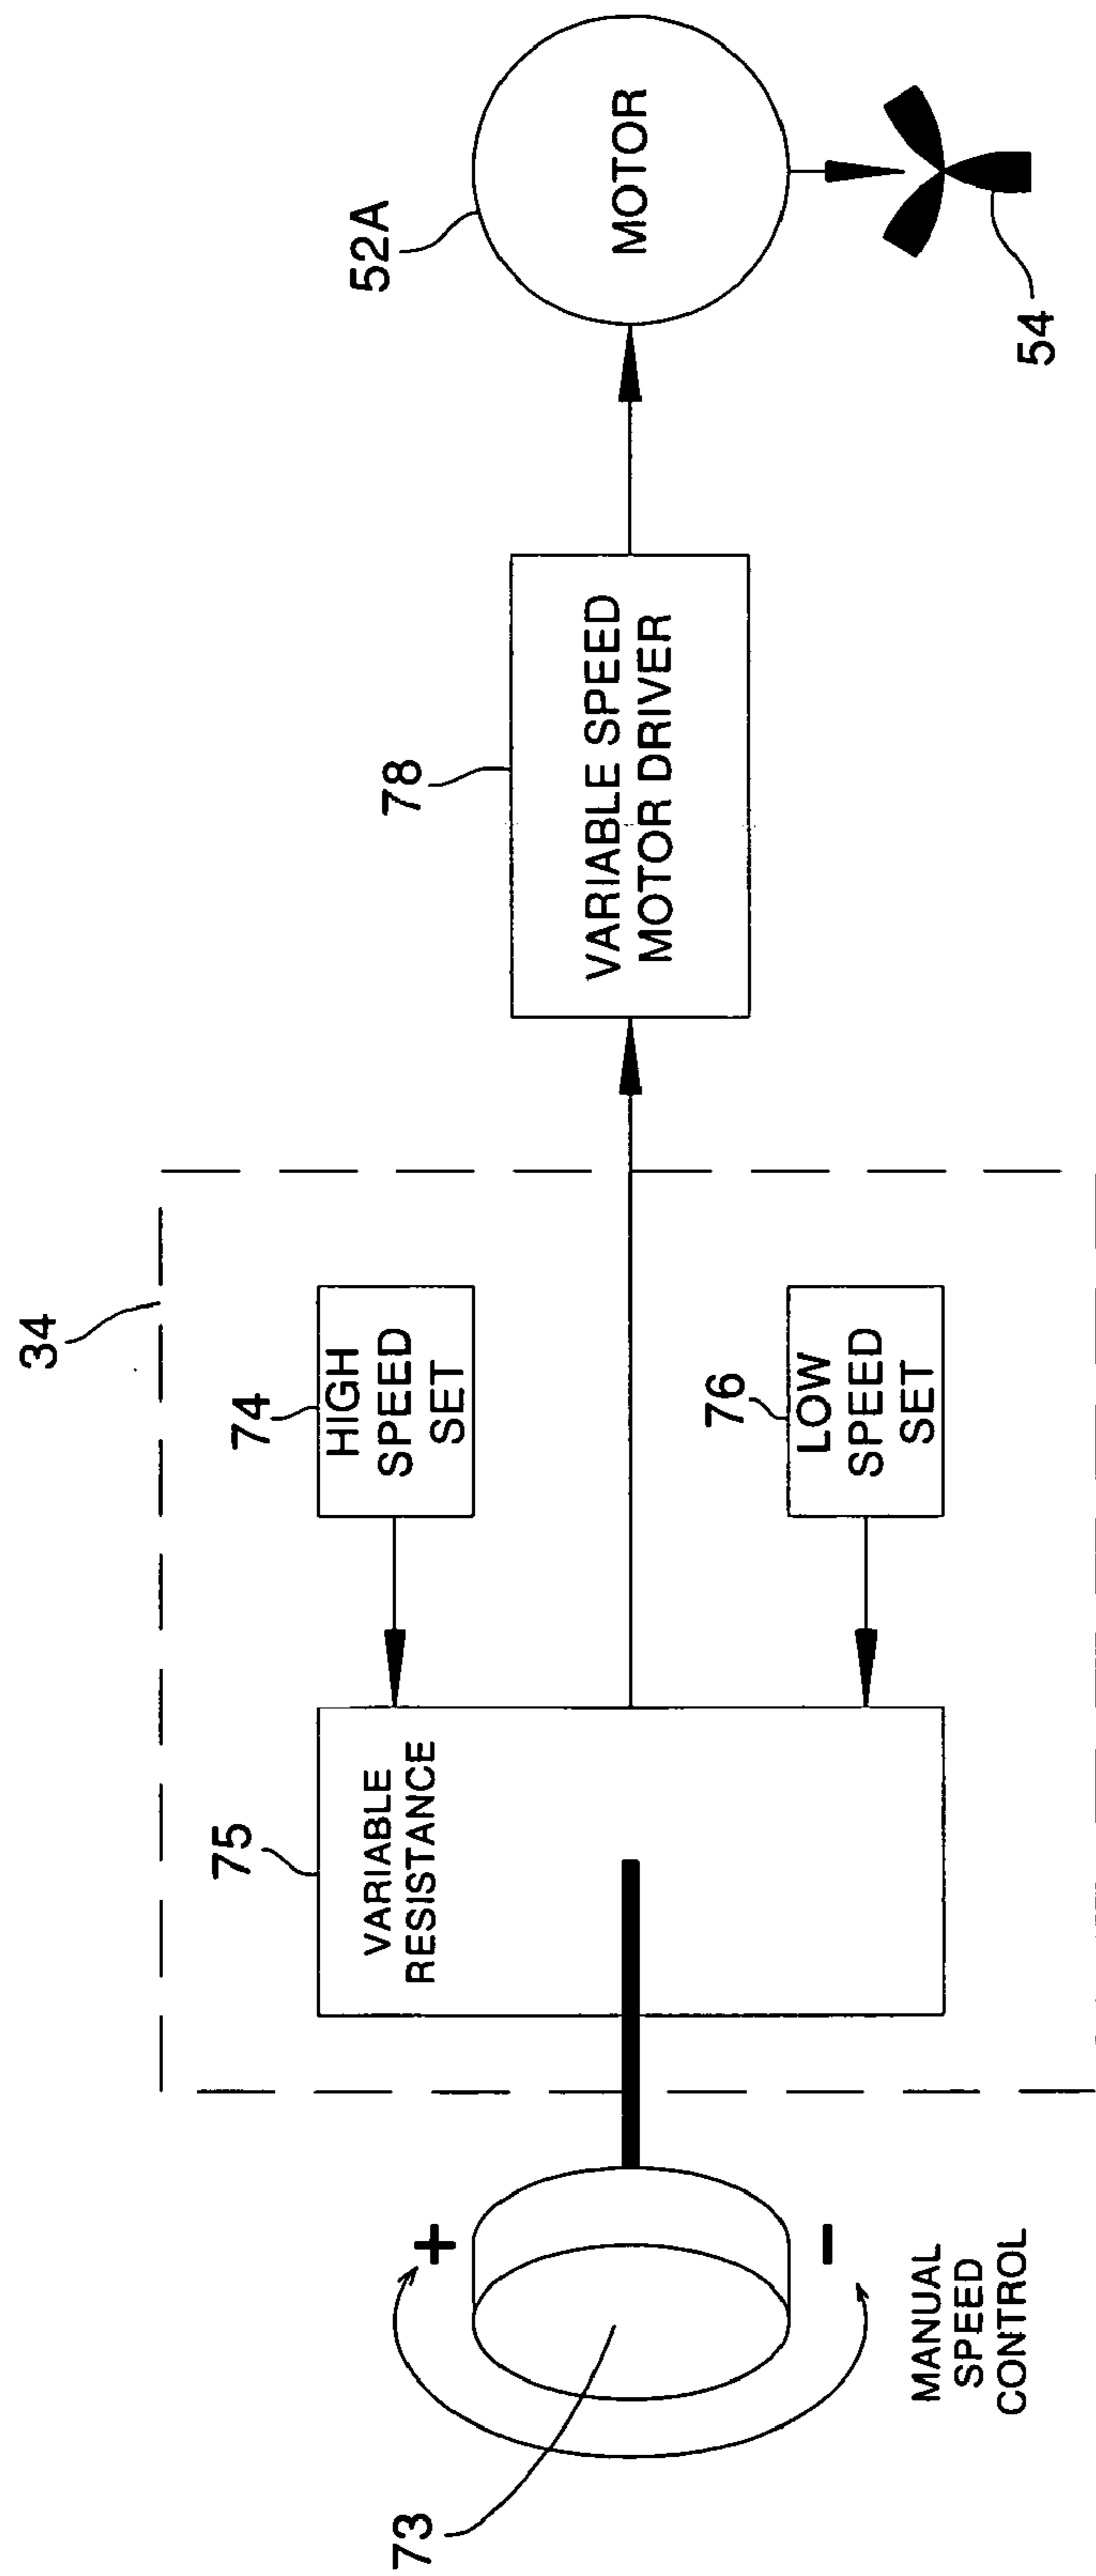 34
52A
78
74
75
HIGH
SPEED
SET
VARIABLE
RESISTANCE
VARIABLE SPEED
MOTOR DRIVER
MOTOR
73
+
-
76
LOW
SPEED
SET
MANUAL
SPEED
CONTROL
54